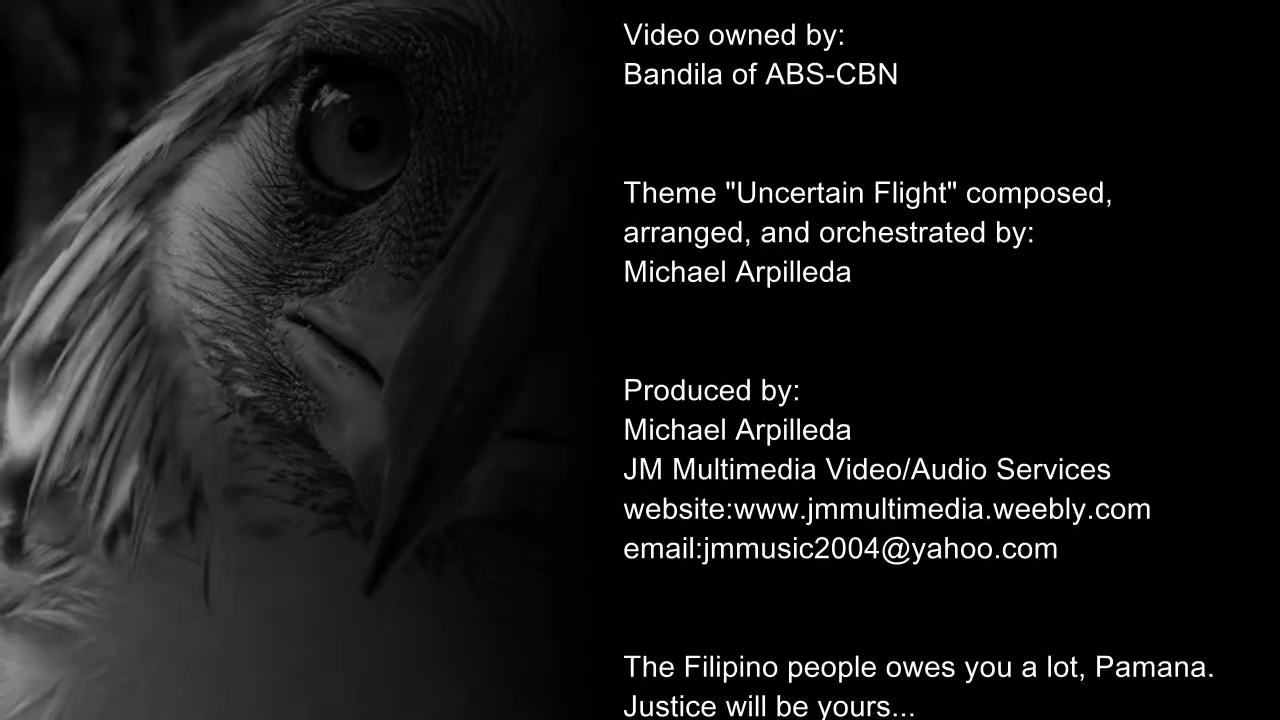 Video owned by:
Bandila of ABS-CBN
Theme "Uncertain Flight" composed,
arranged, and orchestrated by:
Michael Arpilleda
Produced by:
Michael Arpilleda
JM Multimedia Video/Audio Services
website:www.jmmultimedia.weebly.com
email:jmmusic2004@yahoo.com
The Filipino people owes you a lot, Pamana.
Justice will be yours...